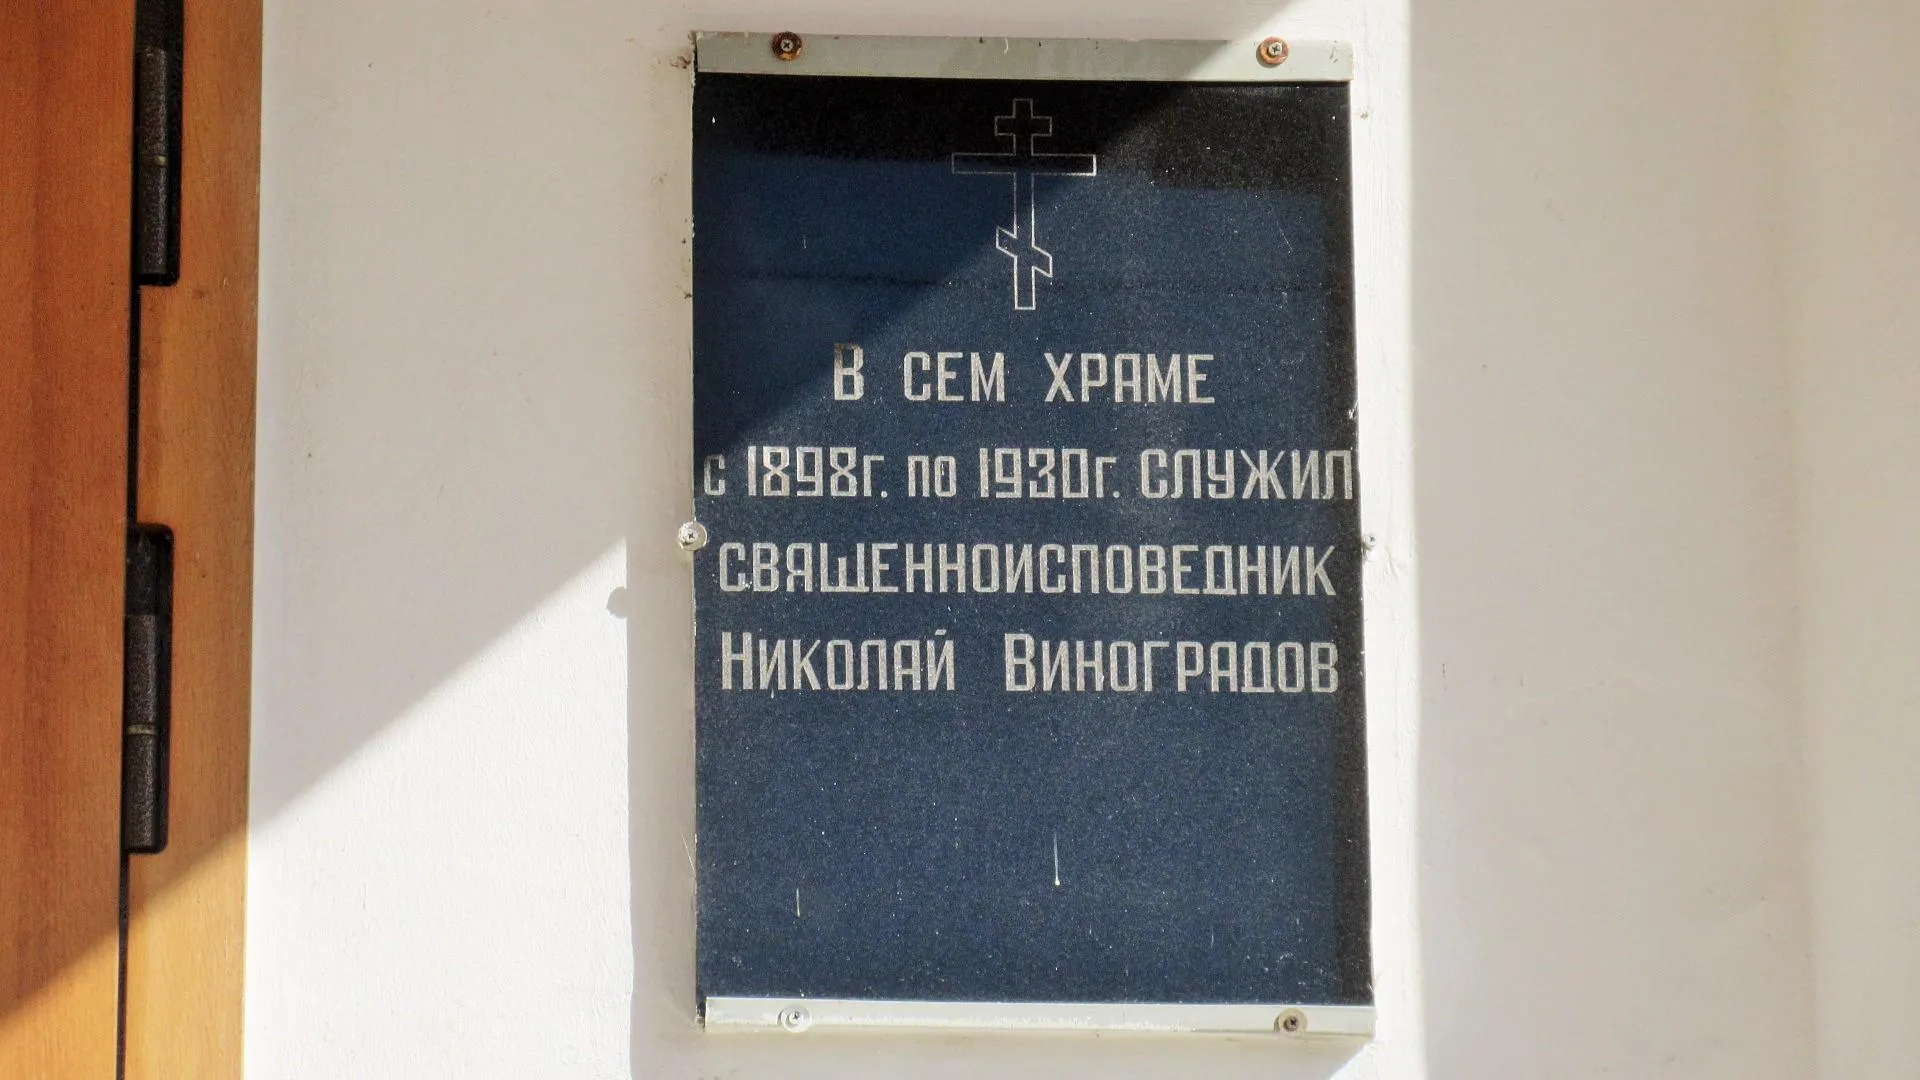 В СЕМ ХРАМЕ
с 1898г. по 1930г. СЛУЖИЛ
СВЯЩЕННОИСПОВЕДНИК
НИКОЛАЙ ВИНОГРАДОВ